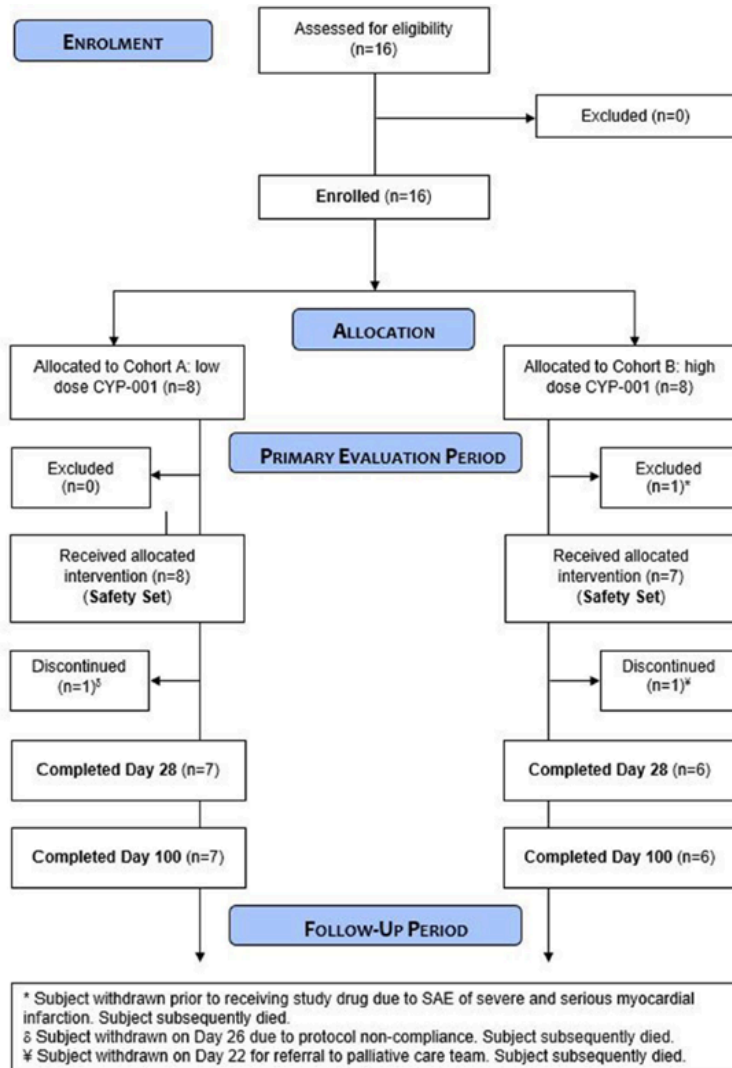 ENROLMENT
Assessed for eligibility
(n=16)
Excluded (n=0)
Enrolled (n=16)
ALLOCATION
Allocated to Cohort A: low
dose CYP-001 (n=8)
Allocated to Cohort B: high
dose CYP-001 (n=8)
PRIMARY EVALUATION PERIOD
Excluded
(n=0)
Excluded
(n=1)*
Received allocated
intervention (n=8)
(Safety Set)
Received allocated
intervention (n=7)
(Safety Set)
Discontinued
(n=1)δ
Discontinued
(n=1)¥
Completed Day 28 (n=7)
Completed Day 28 (n=6)
Completed Day 100 (n=7)
Completed Day 100 (n=6)
FOLLOW-UP PERIOD
* Subject withdrawn prior to receiving study drug due to SAE of severe and serious myocardial
infarction. Subject subsequently died.
δ Subject withdrawn on Day 26 due to protocol non-compliance. Subject subsequently died.
¥ Subject withdrawn on Day 22 for referral to palliative care team. Subject subsequently died.